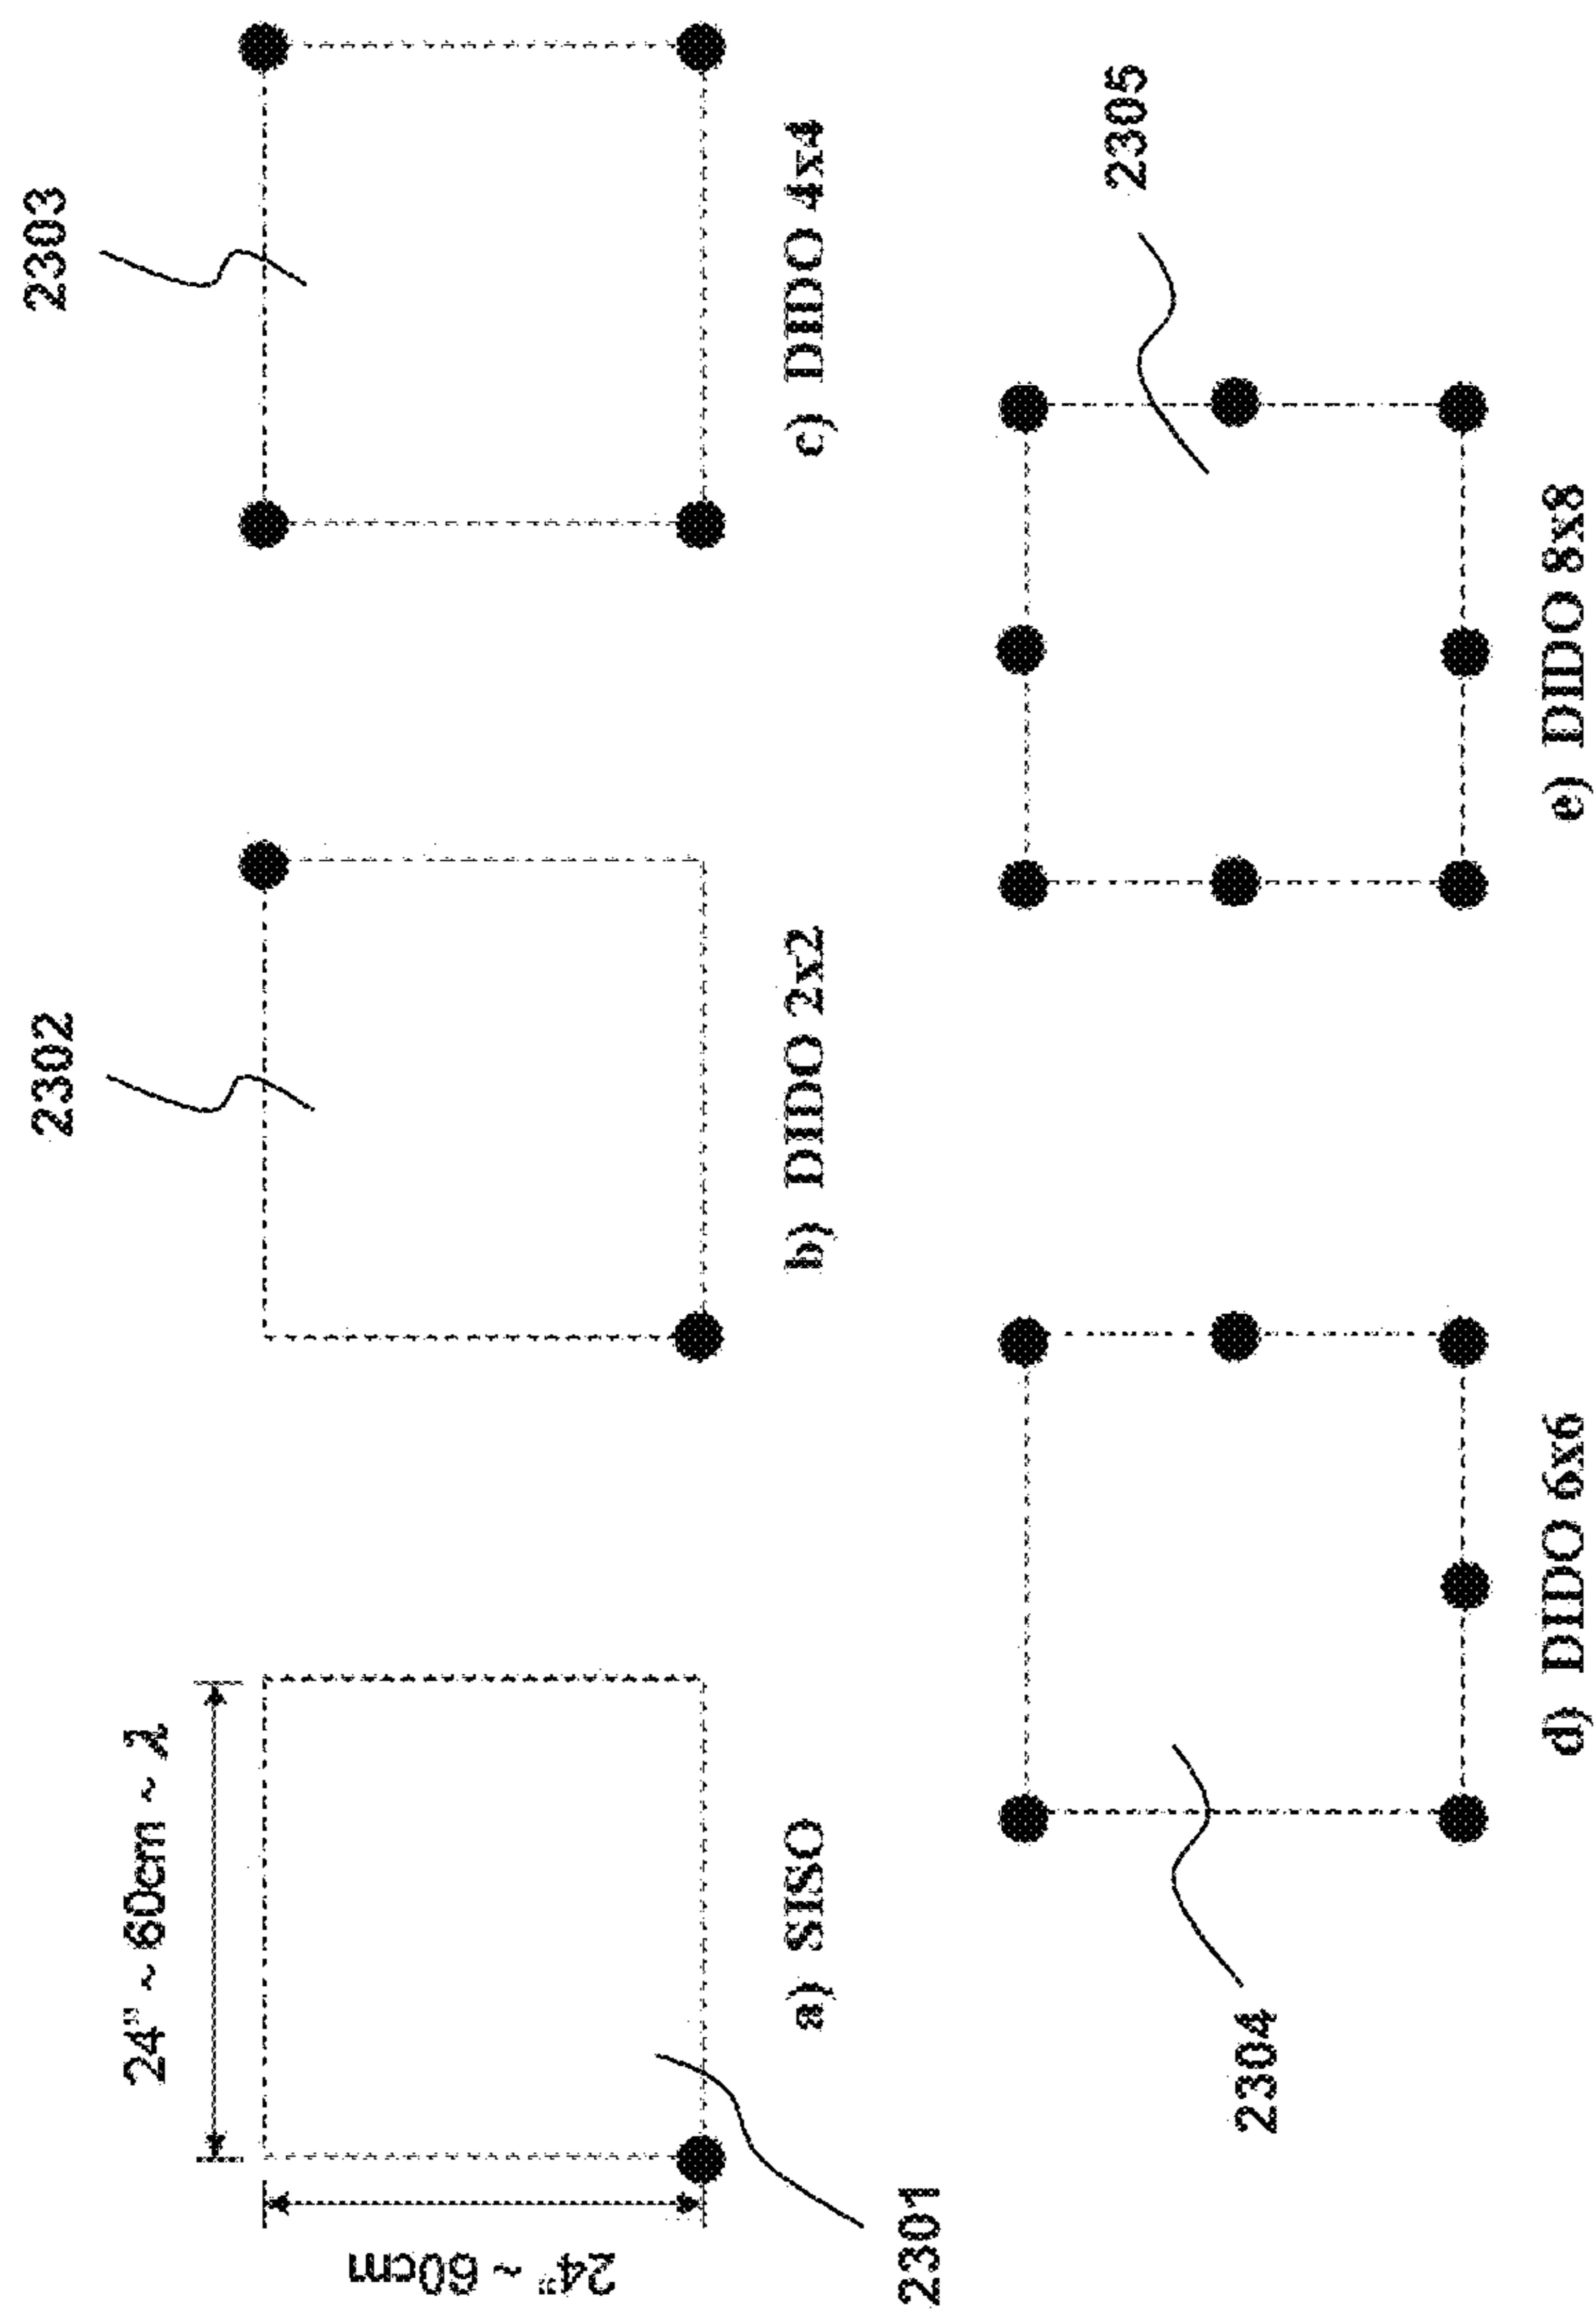 24" ~ 60cm ~ λ
24" ~ 60cm
2301
a) SISO
2302
b) DIDO 2x2
2303
c) DIDO 4x4
2304
d) DIDO 6x6
2305
e) DIDO 8x8